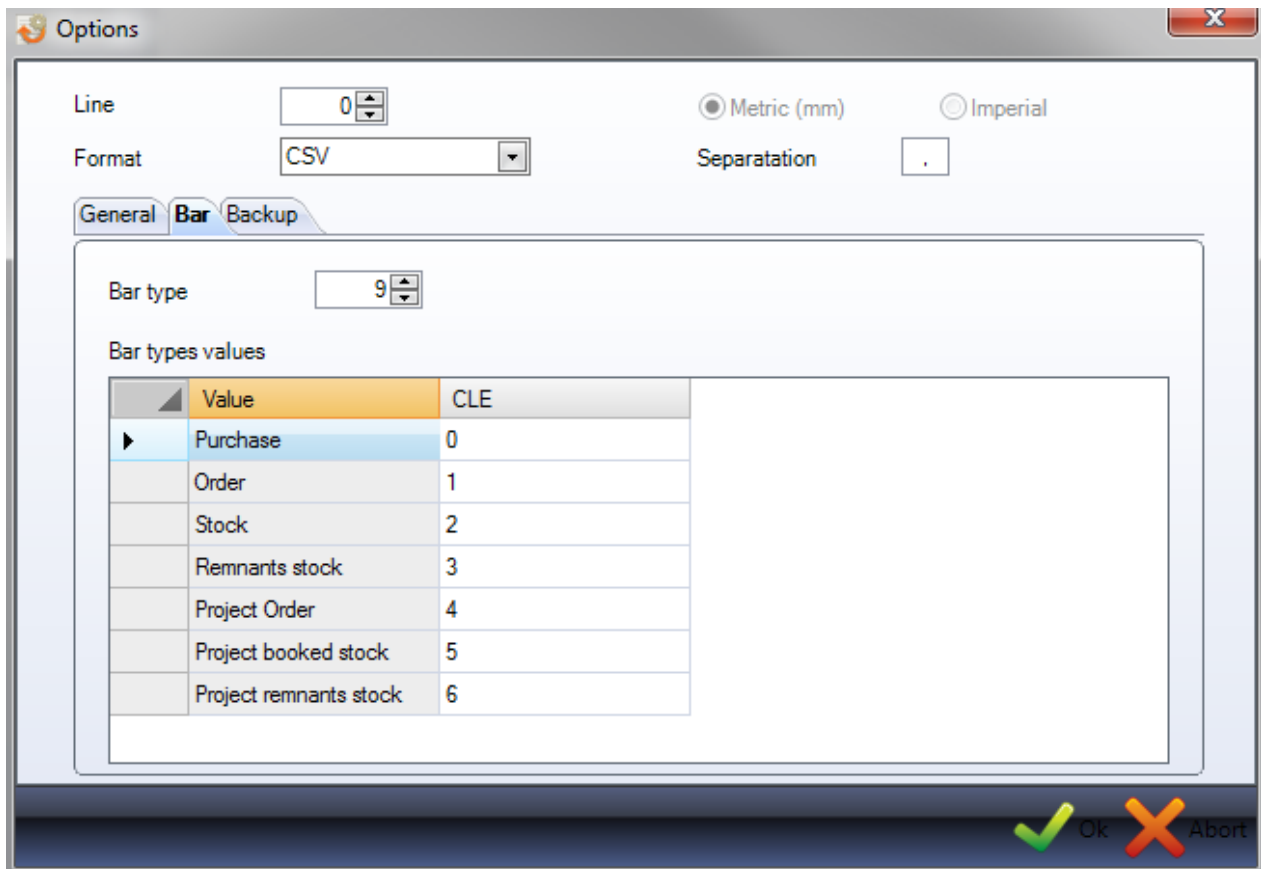 Options
Line 0 Metric (mm) Imperial
Format CSV Separatation ,
General Bar Backup
Bar type 9
Bar types values
Value CLE
Purchase 0
Order 1
Stock 2
Remnants stock 3
Project Order 4
Project booked stock 5
Project remnants stock 6
Ok Abort